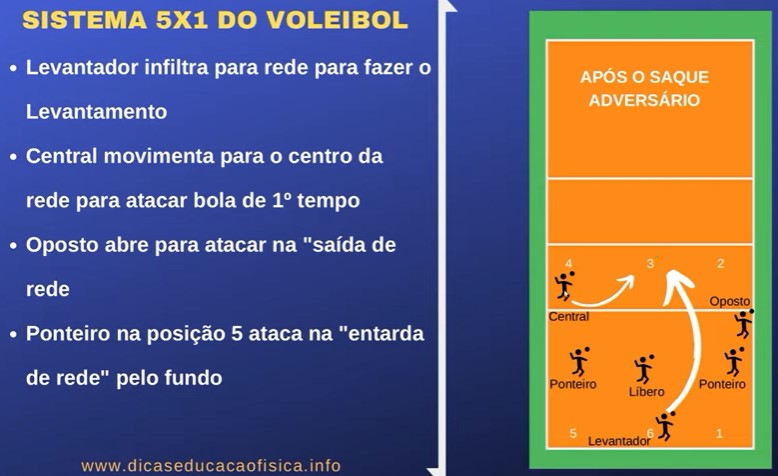 SISTEMA 5X1 DO VOLEIBOL
• Levantador infiltra para rede para fazer o
Levantamento
• Central movimenta para o centro da
rede para atacar bola de 1º tempo
• Oposto abre para atacar na "saída de
rede
• Ponteiro na posição 5 ataca na "entarda
de rede" pelo fundo
www.dicaseducacaofisica.info
APÓS O SAQUE
ADVERSÁRIO
4 3 2
Oposto
Central
Ponteiro Líbero Ponteiro
5 Levantador 6 1